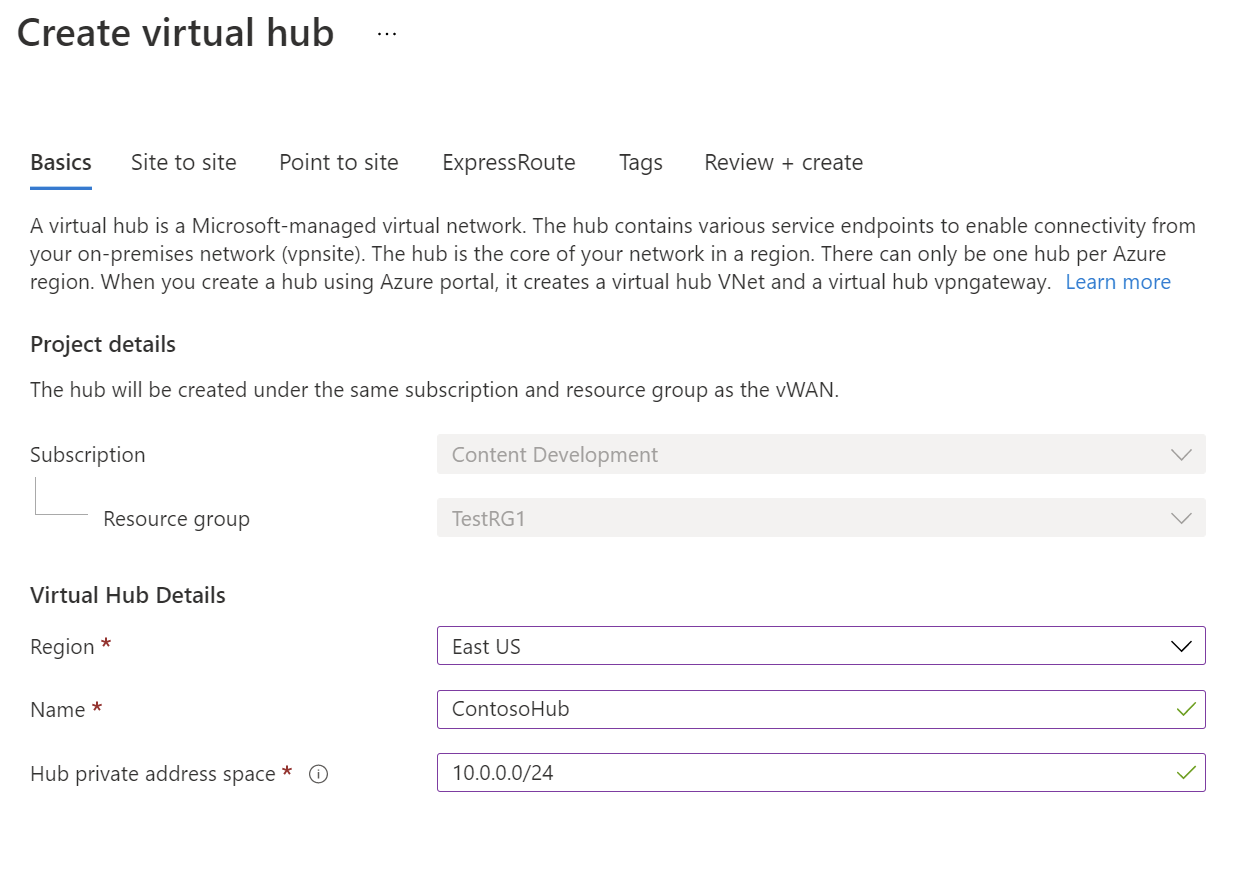 Create virtual hub ...
Basics Site to site Point to site ExpressRoute Tags Review + create
A virtual hub is a Microsoft-managed virtual network. The hub contains various service endpoints to enable connectivity from
your on-premises network (vpnsite). The hub is the core of your network in a region. There can only be one hub per Azure
region. When you create a hub using Azure portal, it creates a virtual hub VNet and a virtual hub vpngateway. Learn more
Project details
The hub will be created under the same subscription and resource group as the vWAN.
Subscription Content Development
Resource group TestRG1
Virtual Hub Details
Region * East US
Name * ContosoHub
Hub private address space * 10.0.0.0/24